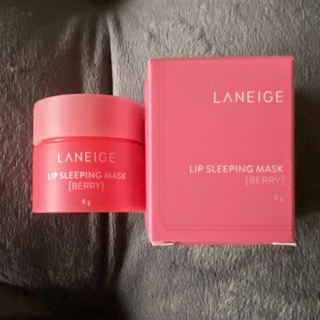 LANEIGE
LIP SLEEPING MASK
[BERRY]
8g
LANEIGE
LIP SLEEPING MASK
[BERRY]
8g